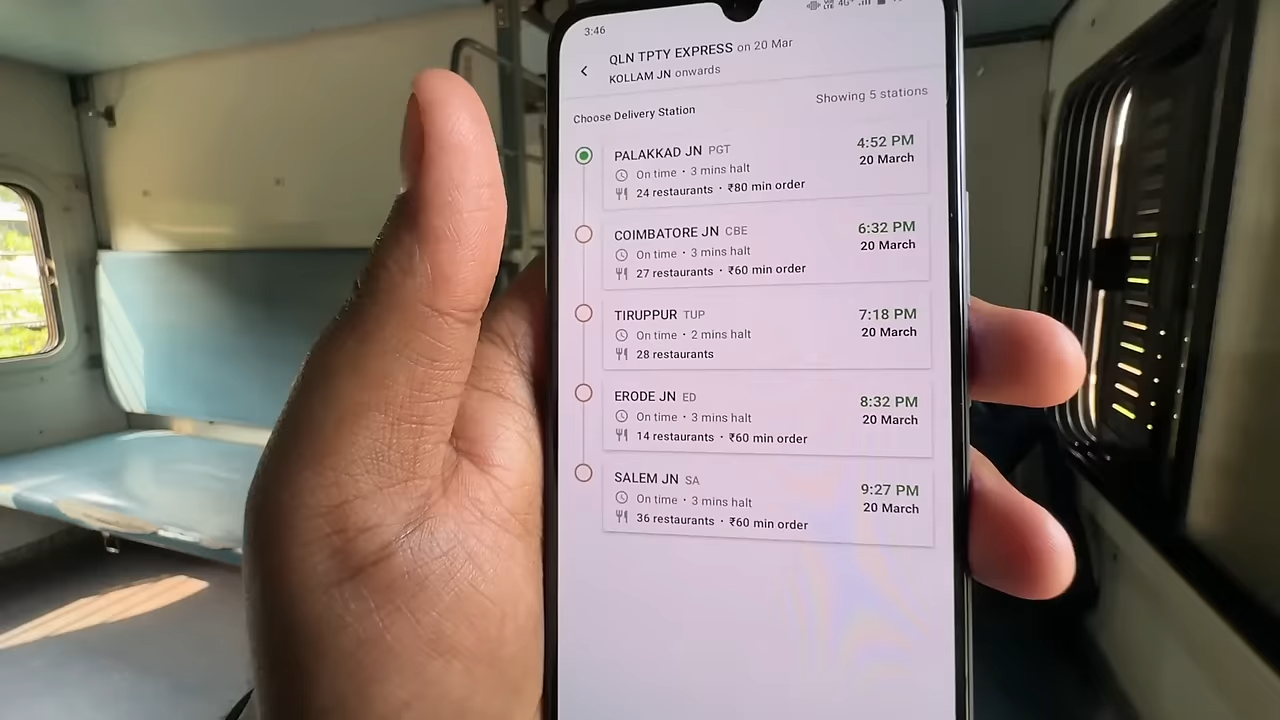 3:46
4G+
QLN TPTY EXPRESS on 20 Mar
KOLLAM JN onwards
Choose Delivery Station
Showing 5 stations
PALAKKAD JN PGT
4:52 PM
On time • 3 mins halt
20 March
24 restaurants • ₹80 min order
COIMBATORE JN CBE
6:32 PM
On time • 3 mins halt
20 March
27 restaurants • ₹60 min order
TIRUPPUR TUP
7:18 PM
On time • 2 mins halt
20 March
28 restaurants
ERODE JN ED
8:32 PM
On time • 3 mins halt
20 March
14 restaurants • ₹60 min order
SALEM JN SA
9:27 PM
On time • 3 mins halt
20 March
36 restaurants • ₹60 min order